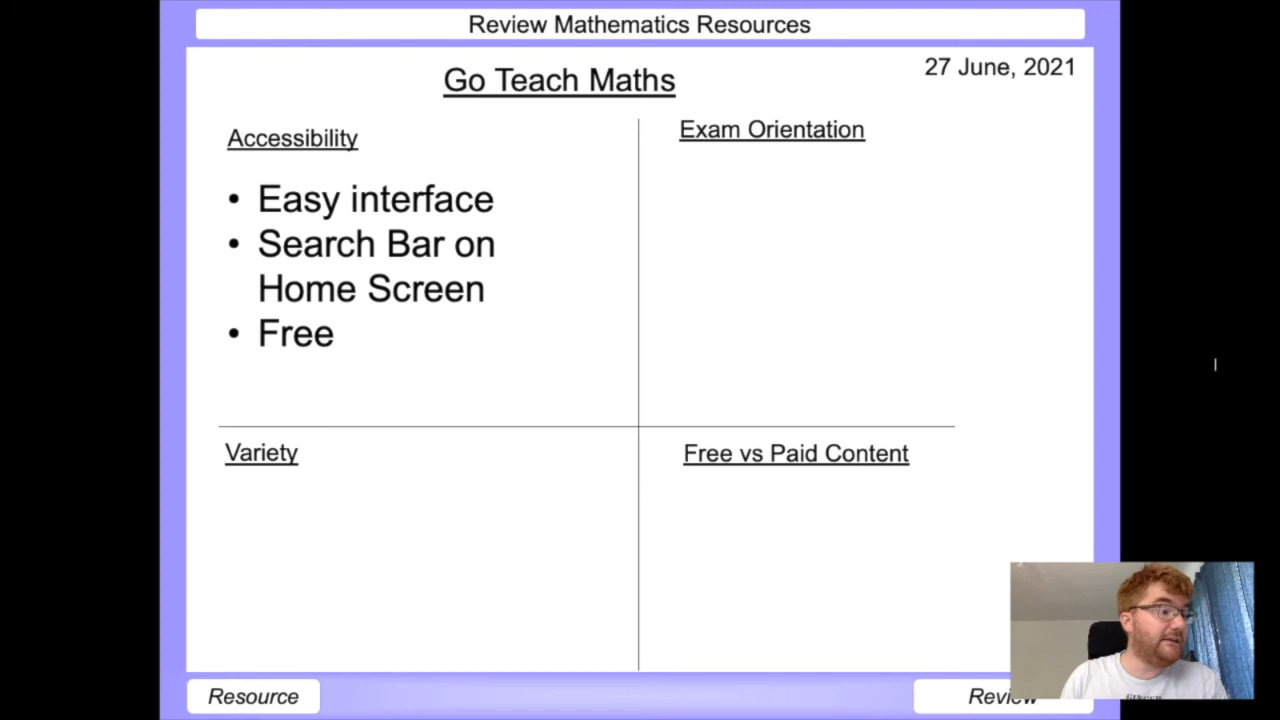 Review Mathematics Resources
27 June, 2021
Go Teach Maths
Accessibility
• Easy interface
• Search Bar on
Home Screen
• Free
Exam Orientation
Variety
Free vs Paid Content
Resource
Review
GINGER